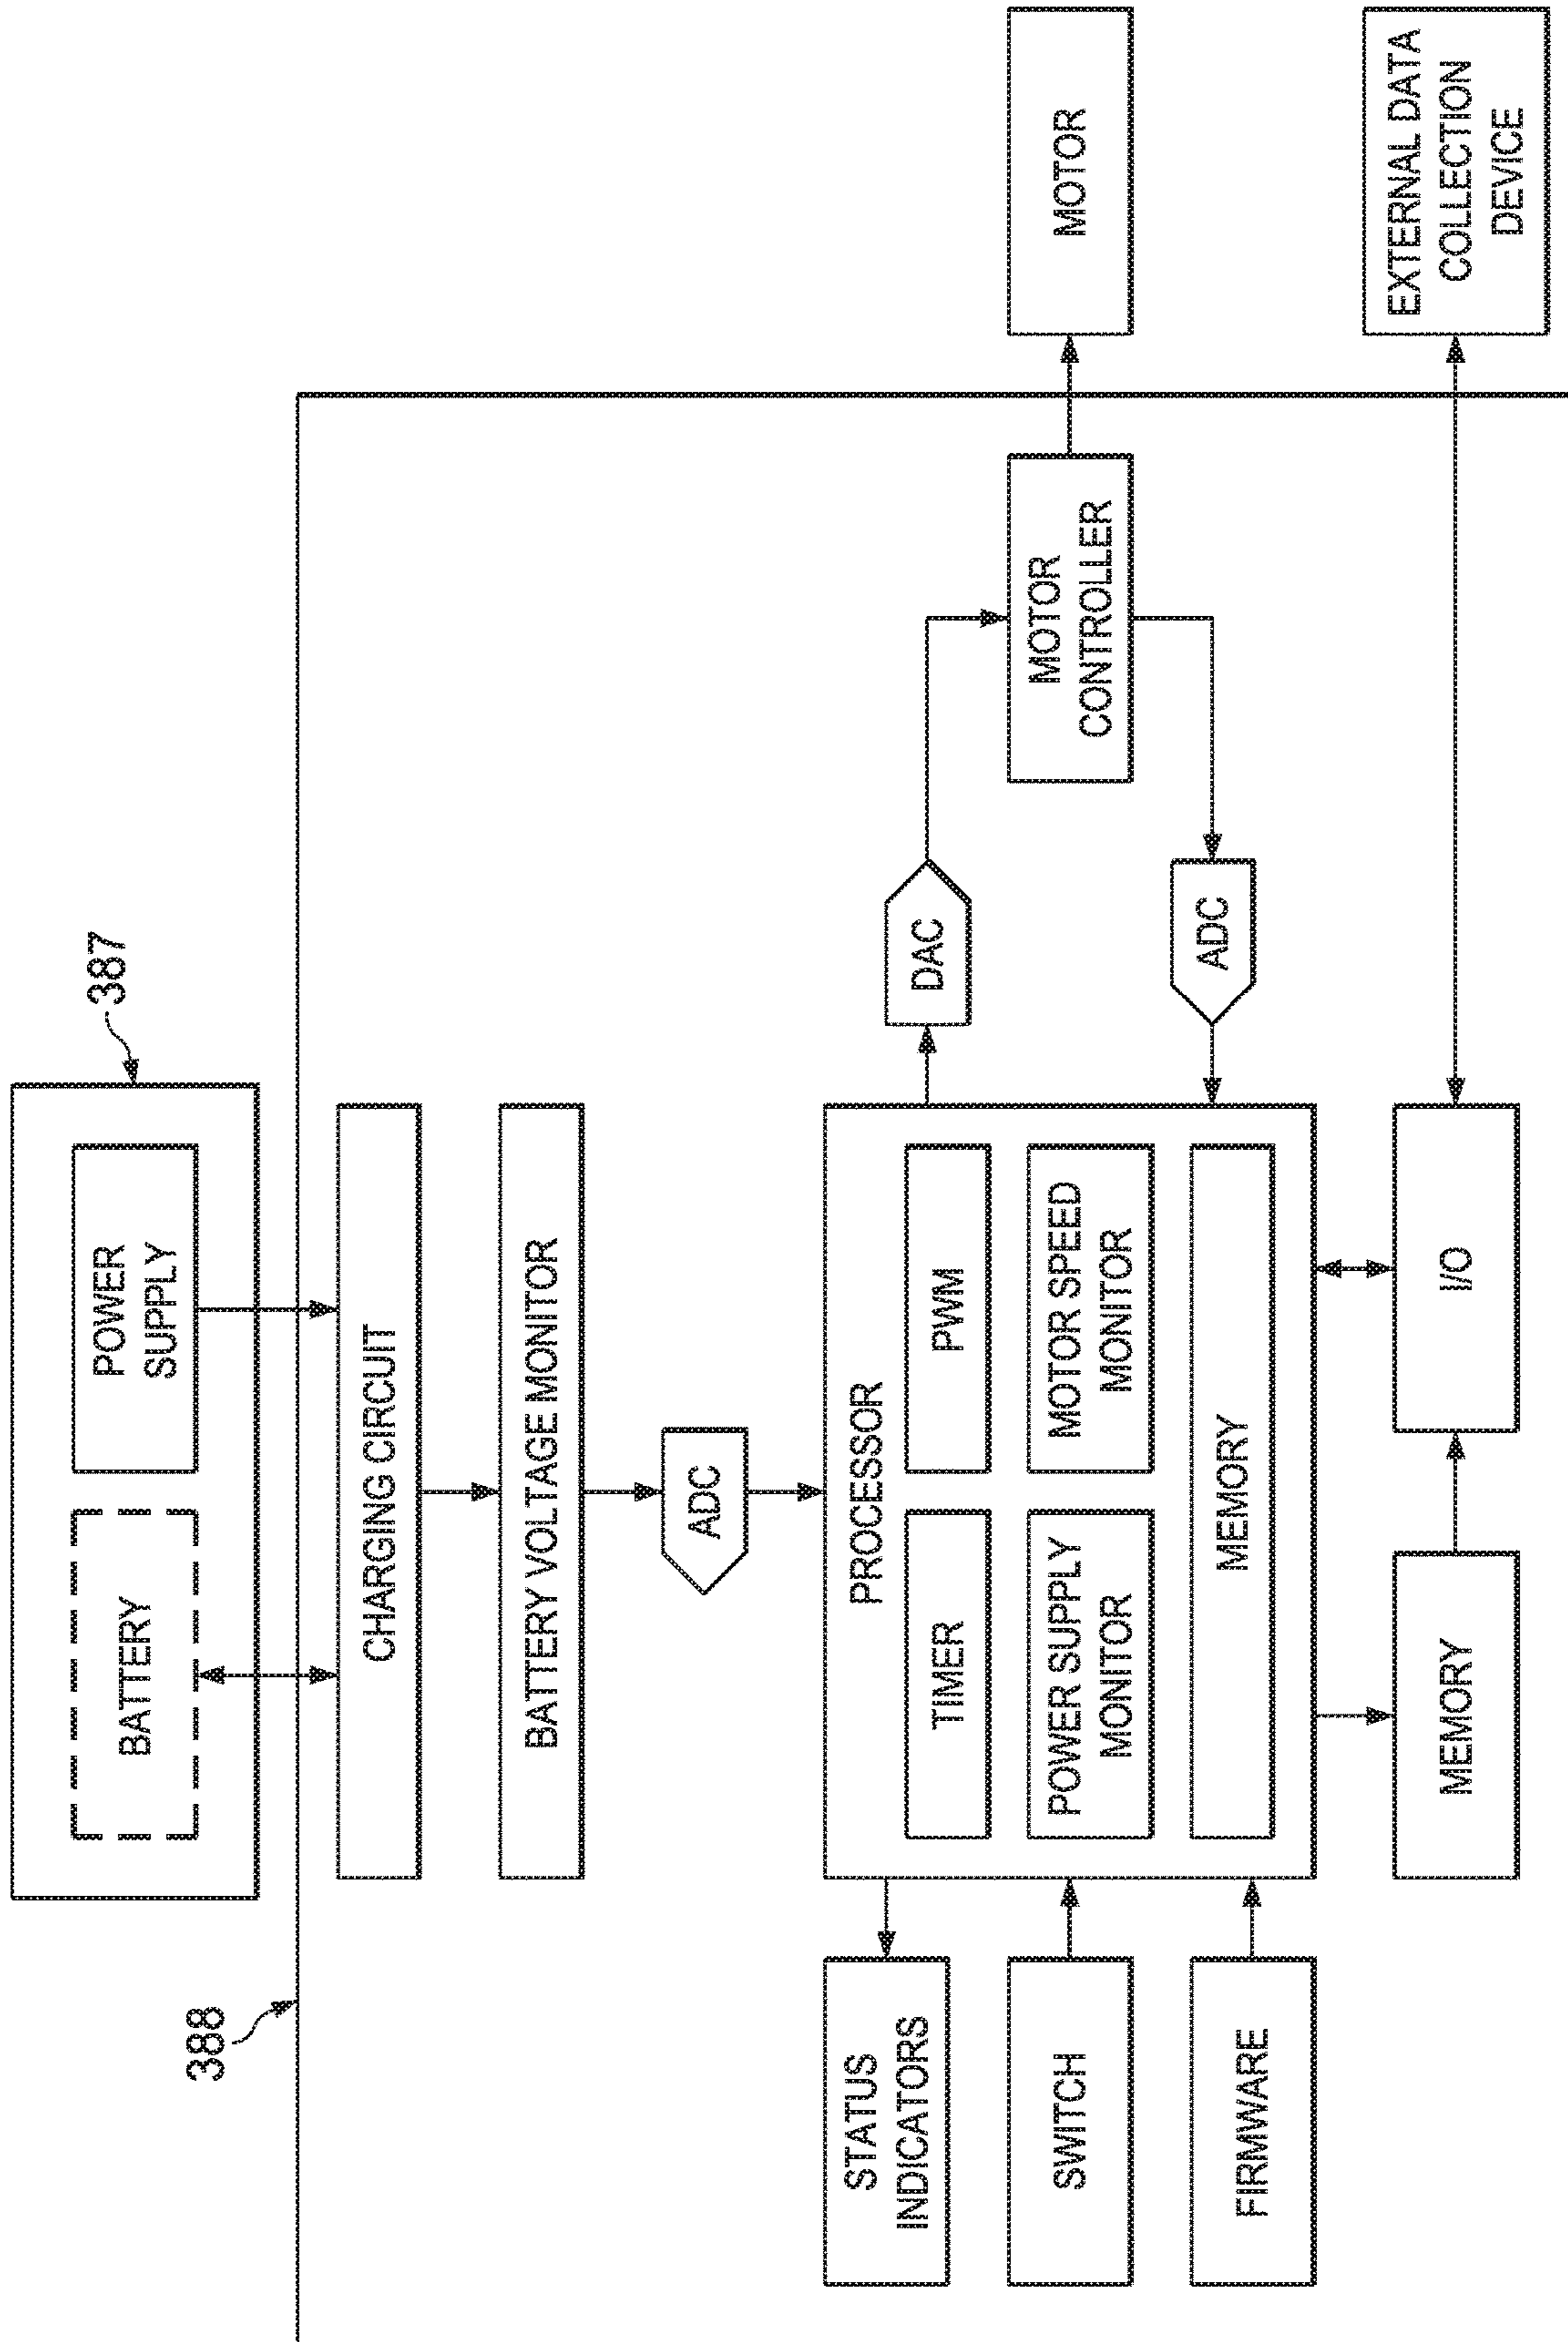 387
388
BATTERY
POWER
SUPPLY
CHARGING CIRCUIT
BATTERY VOLTAGE MONITOR
ADC
PROCESSOR
TIMER
PWM
POWER SUPPLY
MONITOR
MOTOR SPEED
MONITOR
MEMORY
STATUS
INDICATORS
SWITCH
FIRMWARE
DAC
ADC
MOTOR
CONTROLLER
MOTOR
MEMORY
I/O
EXTERNAL DATA
COLLECTION
DEVICE